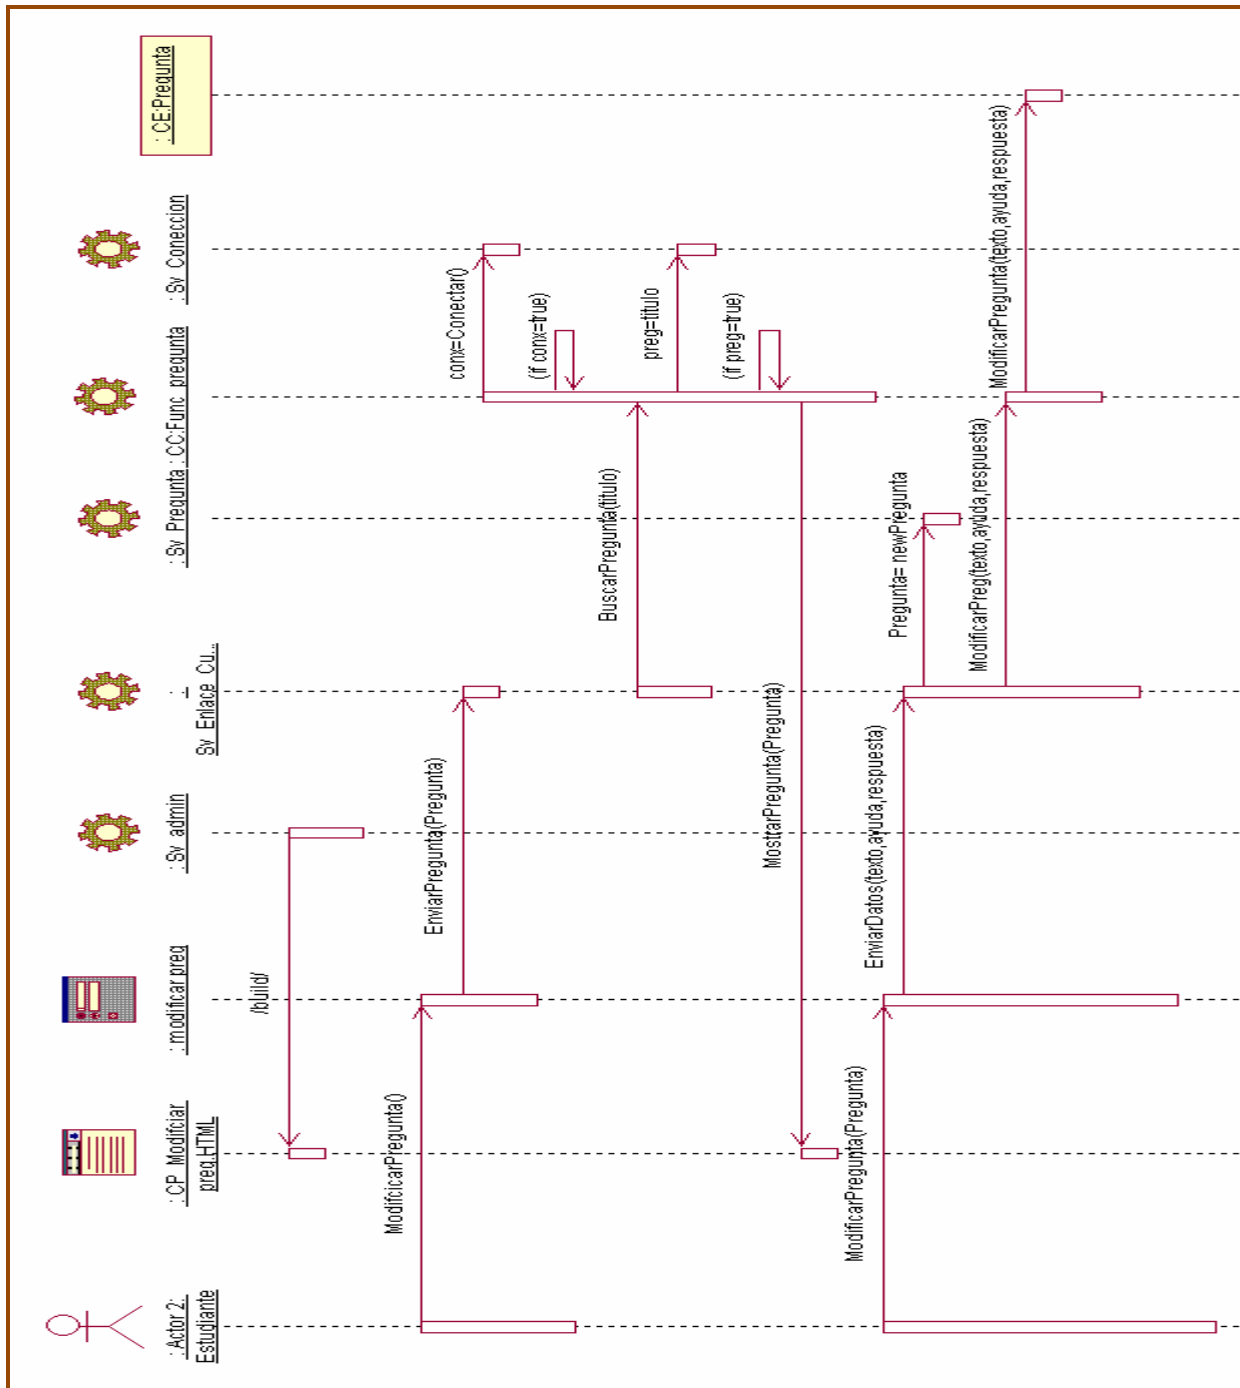 : Actor 2:
Estudiante
: CP_Modifciar
preg.HTML
: modificar preg
: Sv_admin
:
Sv_Enlace_Cu...
: Sv_Pregunta
: CC:Func_pregunta
: Sv_Coneccion
: CE:Pregunta
/build/
ModifcicarPregunta()
EnviarPregunta(Pregunta)
conx=Conectar()
(if conx=true)
BuscarPregunta(titulo)
preg=titulo
(if preg=true)
MostrarPregunta(Pregunta)
ModificarPregunta(Pregunta)
EnviarDatos(texto,ayuda,respuesta)
Pregunta= newPregunta
ModificarPreg(texto,ayuda,respuesta)
ModificarPregunta(texto,ayuda,respuesta)